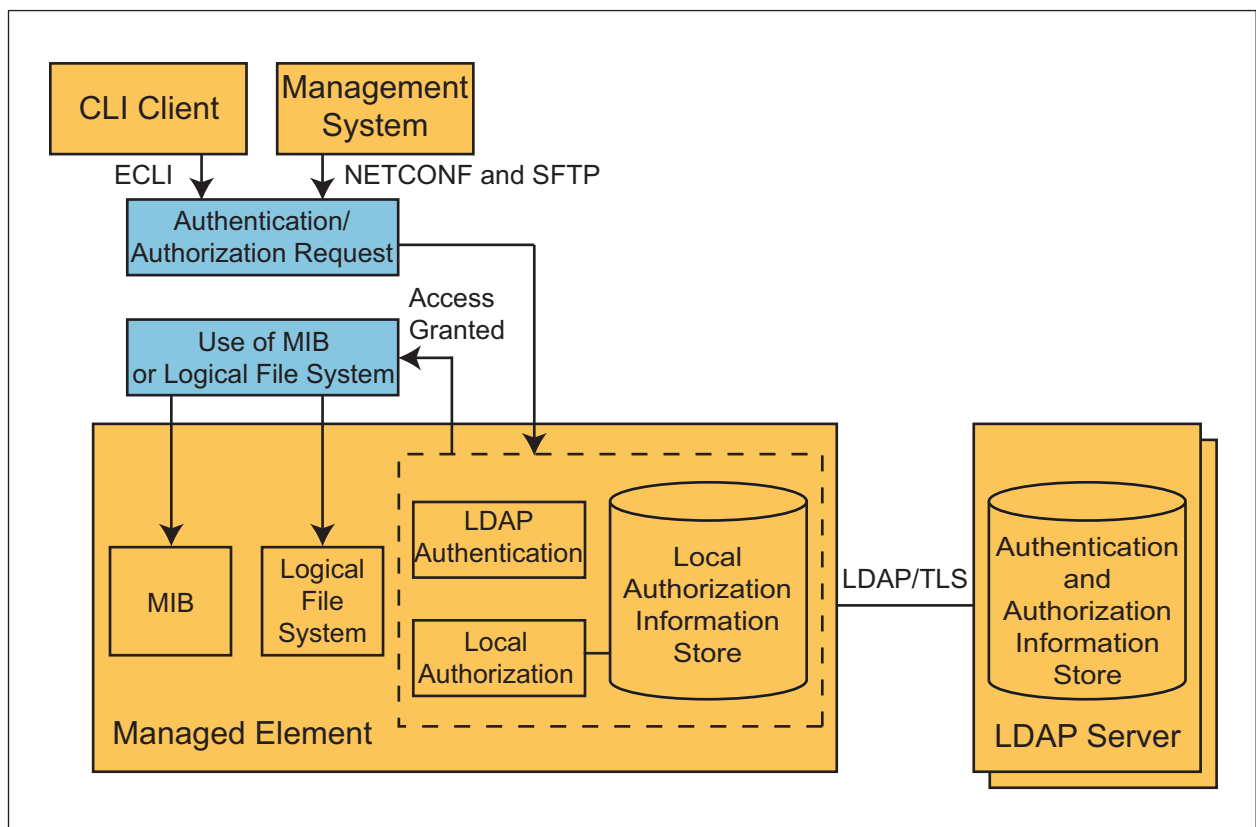 CLI Client
Management
System
ECLI
NETCONF and SFTP
Authentication/
Authorization Request
Access
Granted
Use of MIB
or Logical File System
MIB
Logical
File
System
LDAP
Authentication
Local
Authorization
Local
Authorization
Information
Store
Managed Element
LDAP/TLS
Authentication
and
Authorization
Information
Store
LDAP Server